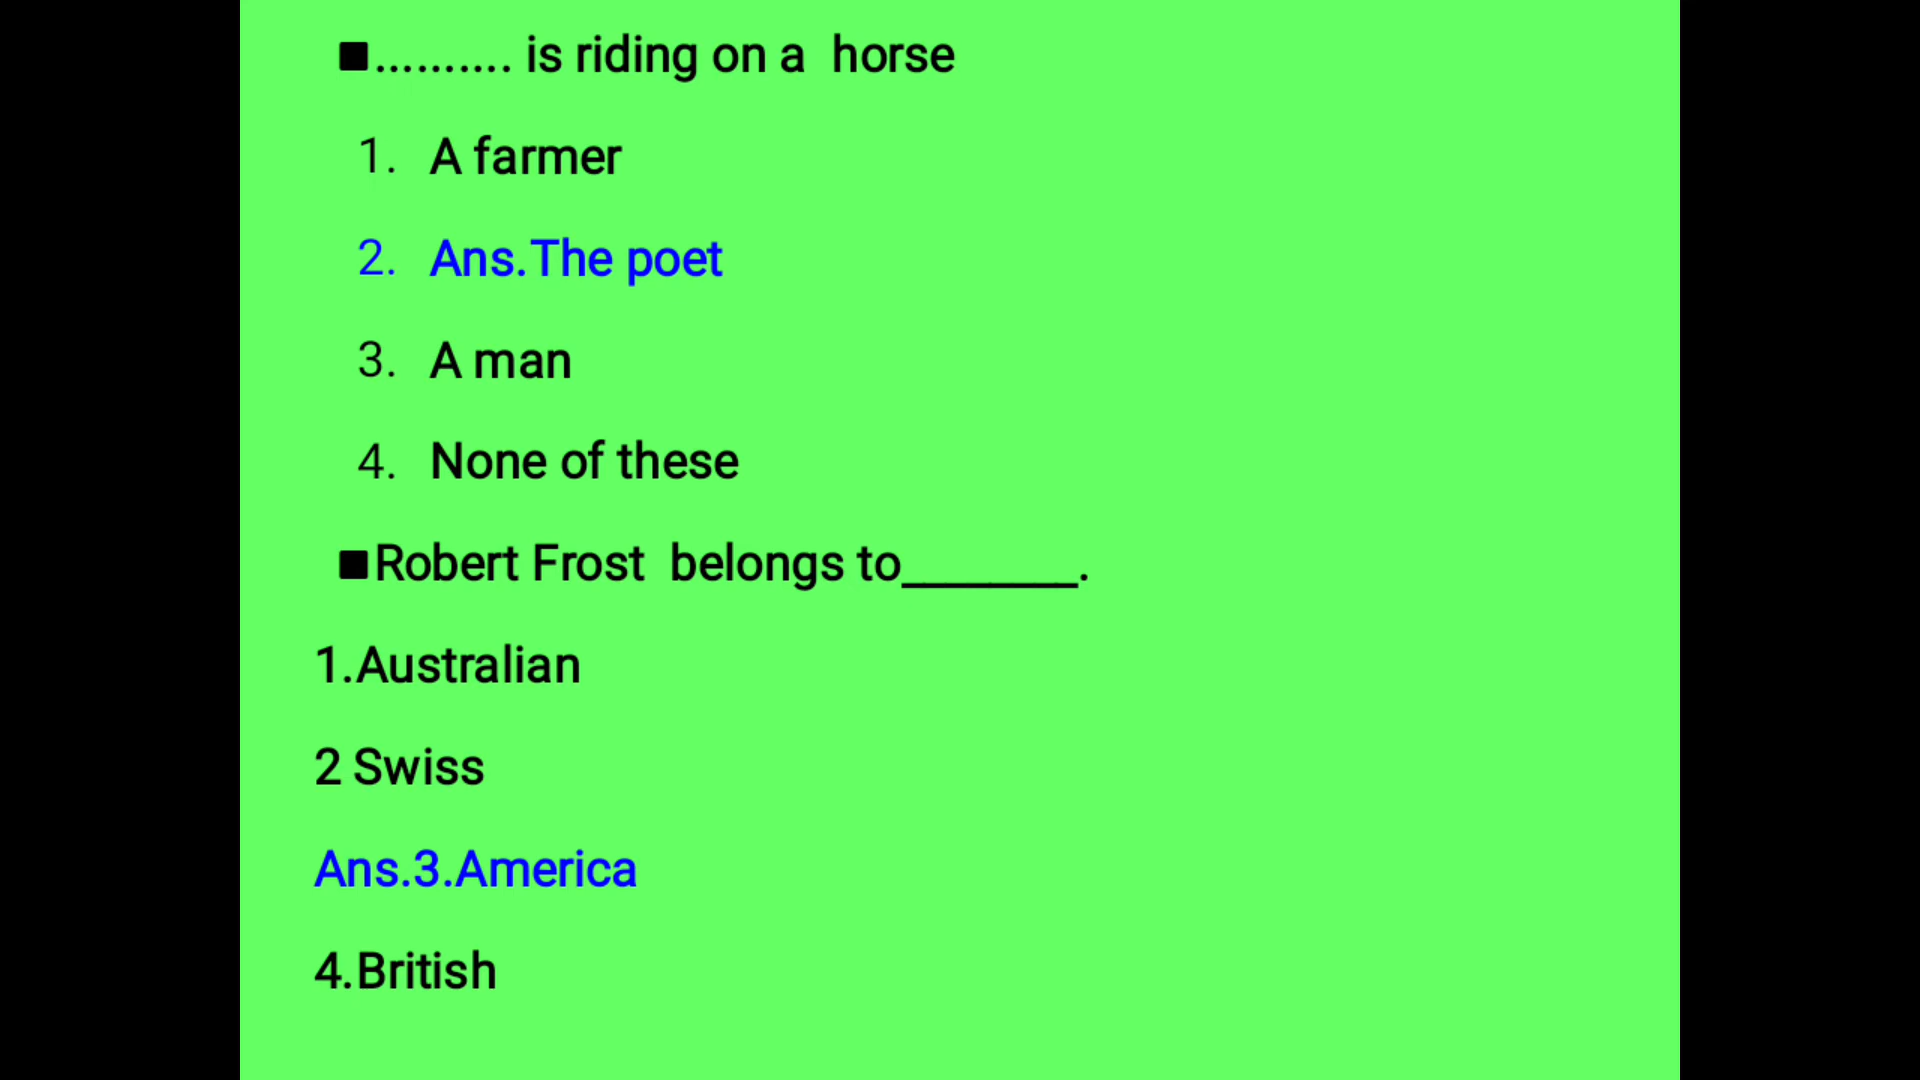 ■.......... is riding on a  horse
1. A farmer
2. Ans.The poet
3. A man
4. None of these
■Robert Frost  belongs to________.
1.Australian
2 Swiss
Ans.3.America
4.British